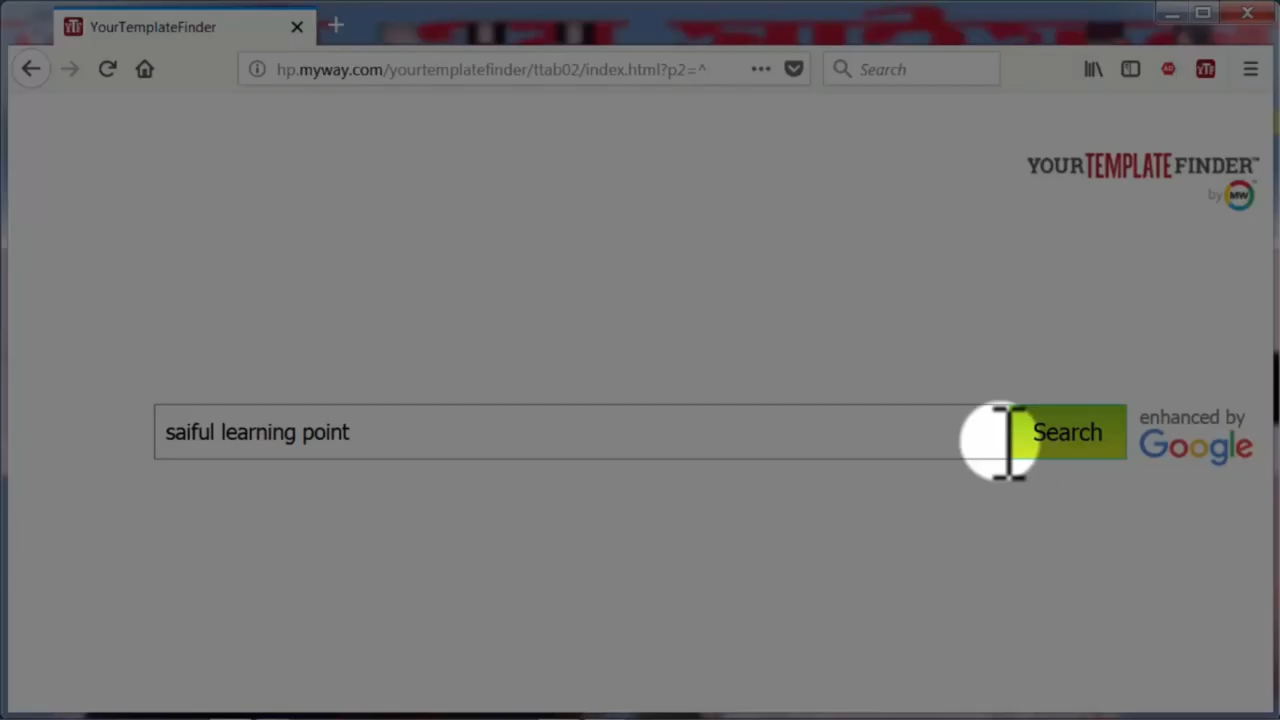 YourTemplateFinder
hp.myway.com/yourtemplatefinder/ttab02/index.html?p2=^
Search
YOURTEMPLATEFINDER™
by MW
saiful learning point
Search
enhanced by
Google